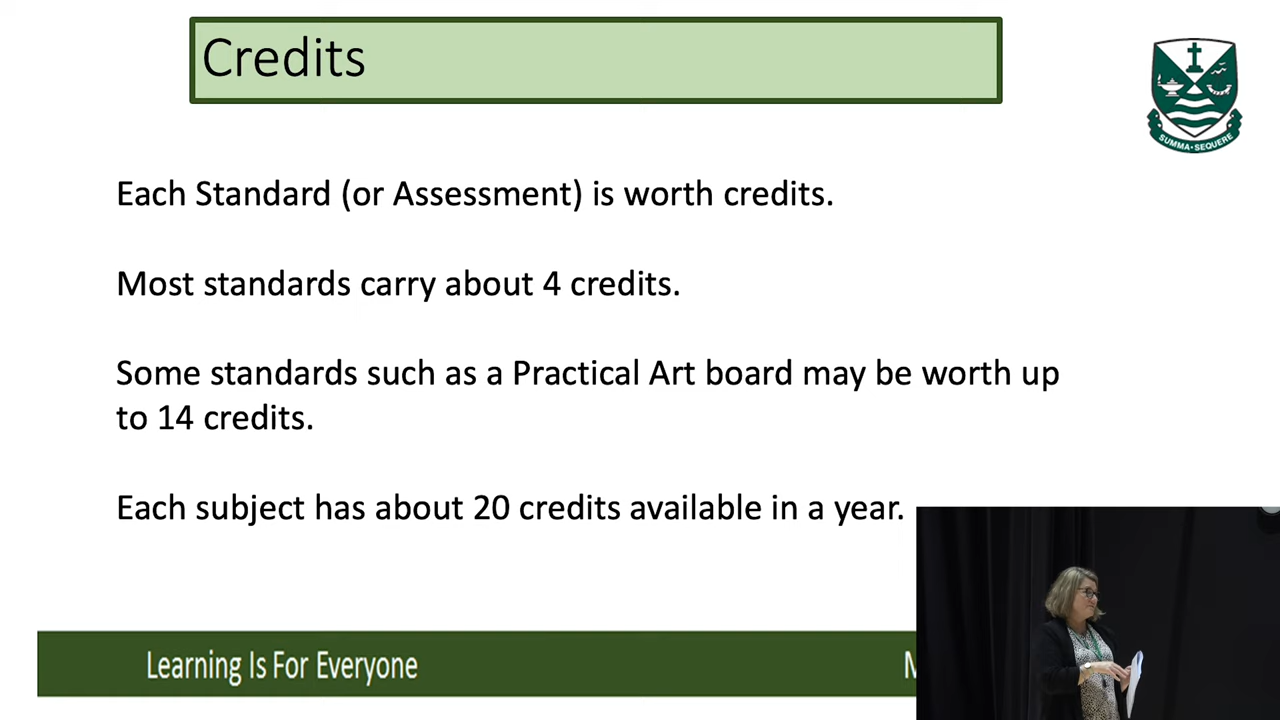 Credits
SUMMA • SEQUERE
Each Standard (or Assessment) is worth credits.
Most standards carry about 4 credits.
Some standards such as a Practical Art board may be worth up
to 14 credits.
Each subject has about 20 credits available in a year.
Learning Is For Everyone